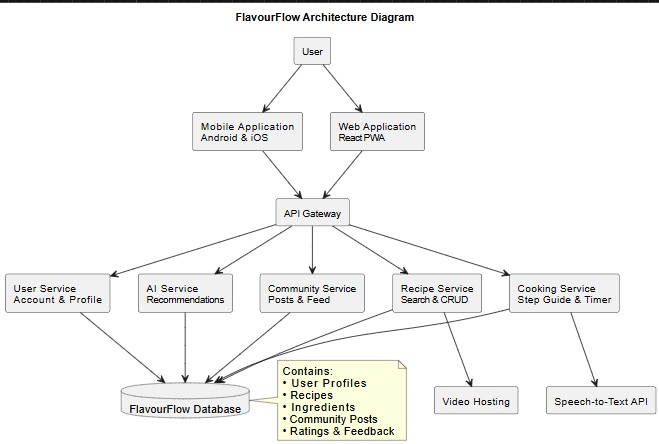 FlavourFlow Architecture Diagram
User
Mobile Application
Android & iOS
Web Application
React PWA
API Gateway
User Service
Account & Profile
AI Service
Recommendations
Community Service
Posts & Feed
Recipe Service
Search & CRUD
Cooking Service
Step Guide & Timer
FlavourFlow Database
Contains:
• User Profiles
• Recipes
• Ingredients
• Community Posts
• Ratings & Feedback
Video Hosting
Speech-to-Text API